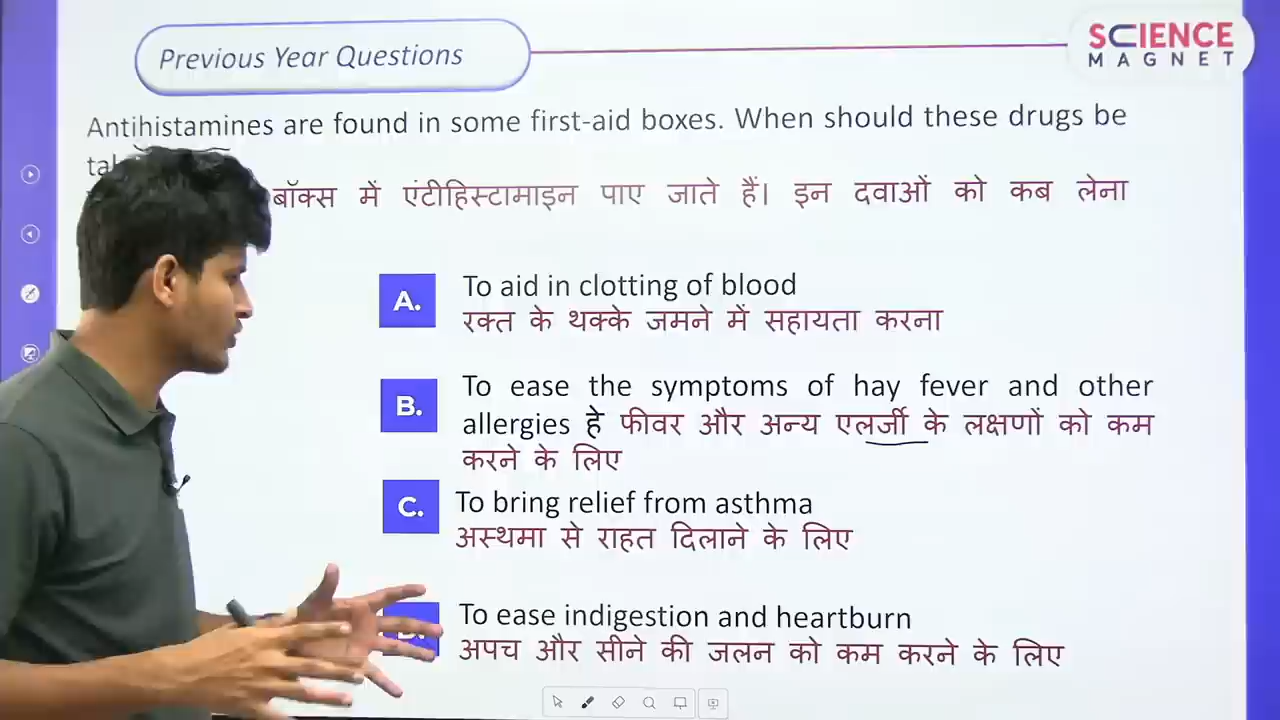 Previous Year Questions
SCIENCE
MAGNET
Antihistamines are found in some first-aid boxes. When should these drugs be
बॉक्स में एंटीहिस्टामाइन पाए जाते हैं। इन दवाओं को कब लेना
A.
To aid in clotting of blood
रक्त के थक्के जमने में सहायता करना
B.
To ease the symptoms of hay fever and other
allergies हे फीवर और अन्य एलर्जी के लक्षणों को कम
करने के लिए
C.
To bring relief from asthma
अस्थमा से राहत दिलाने के लिए
To ease indigestion and heartburn
अपच और सीने की जलन को कम करने के लिए